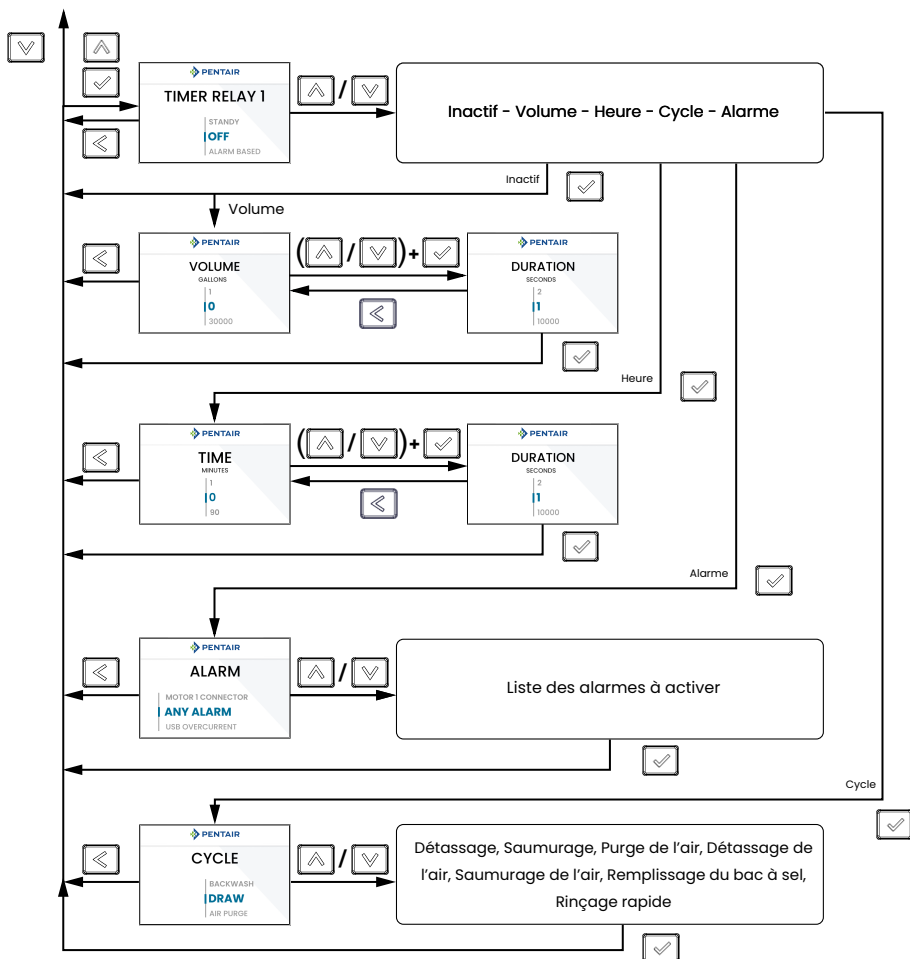 PENTAIR
TIMER RELAY 1
STANDY
OFF
ALARM BASED
/
Inactif - Volume - Heure - Cycle - Alarme
Inactif
Volume
PENTAIR
VOLUME
GALLONS
1
0
30000
( / )+
PENTAIR
DURATION
SECONDS
2
1
10000
Heure
PENTAIR
TIME
MINUTES
1
0
90
( / )+
PENTAIR
DURATION
SECONDS
2
1
10000
Alarme
PENTAIR
ALARM
MOTOR 1 CONNECTOR
ANY ALARM
USB OVERCURRENT
/
Liste des alarmes à activer
Cycle
PENTAIR
CYCLE
BACKWASH
DRAW
AIR PURGE
/
Détassage, Saumurage, Purge de l’air, Détassage de
l’air, Saumurage de l’air, Remplissage du bac à sel,
Rinçage rapide